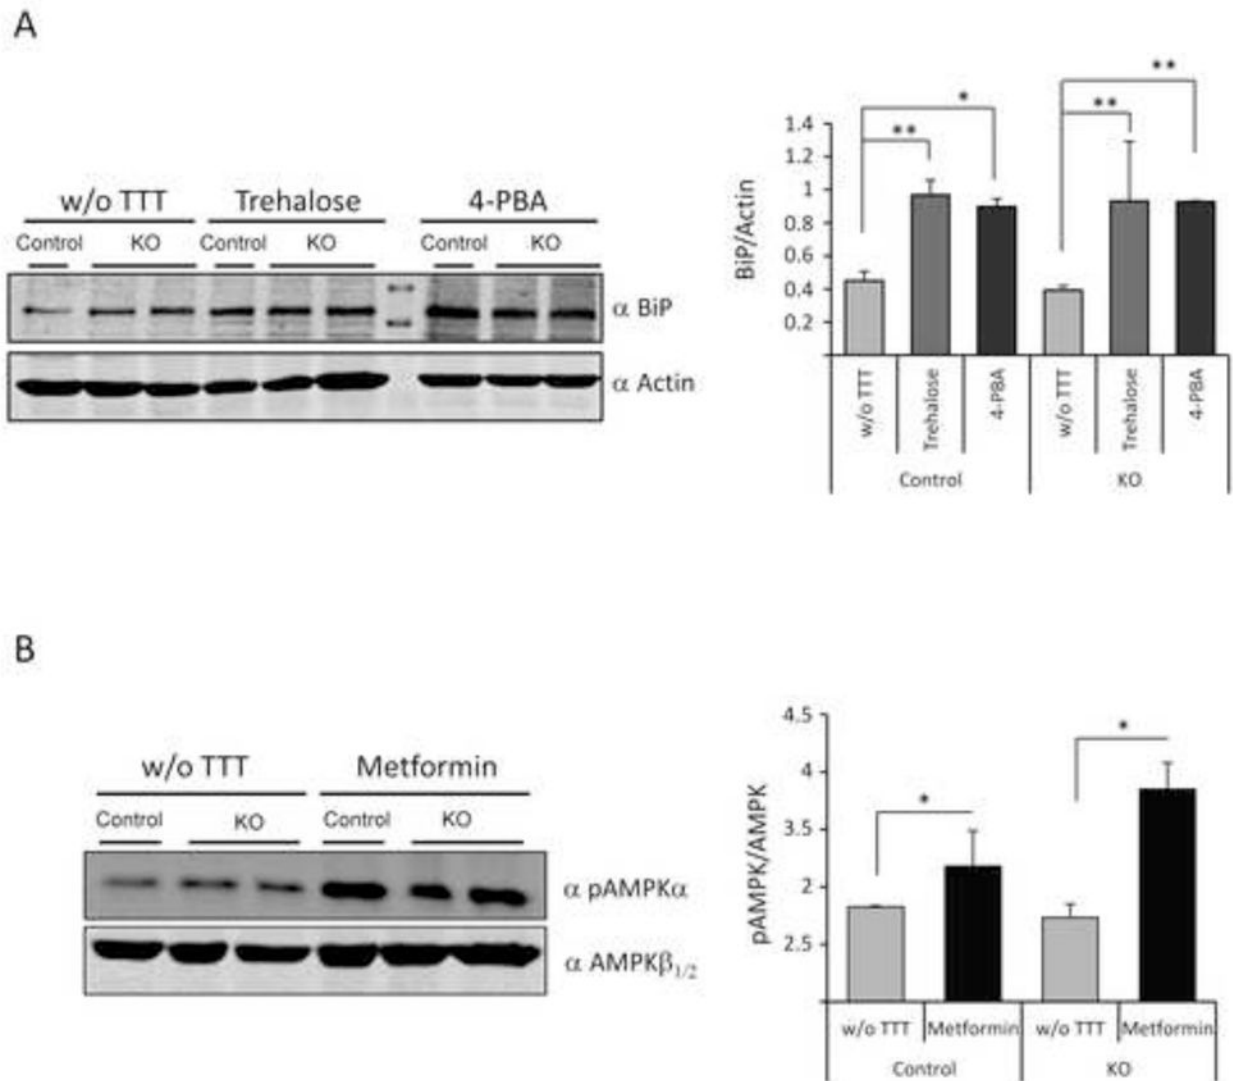 A
w/o TTT Trehalose 4-PBA
Control KO Control KO Control KO
α BiP
α Actin
** 
* **
**
1.4
1.2
1
0.8
0.6
0.4
0.2
BiP/Actin
w/o TTT Trehalose 4-PBA w/o TTT Trehalose 4-PBA
Control KO
B
w/o TTT Metformin
Control KO Control KO
α pAMPKα
α AMPKβ1/2
*
*
4.5
4
3.5
2
2.5
pAMPK/AMPK
w/o TTT Metformin w/o TTT Metformin
Control KO